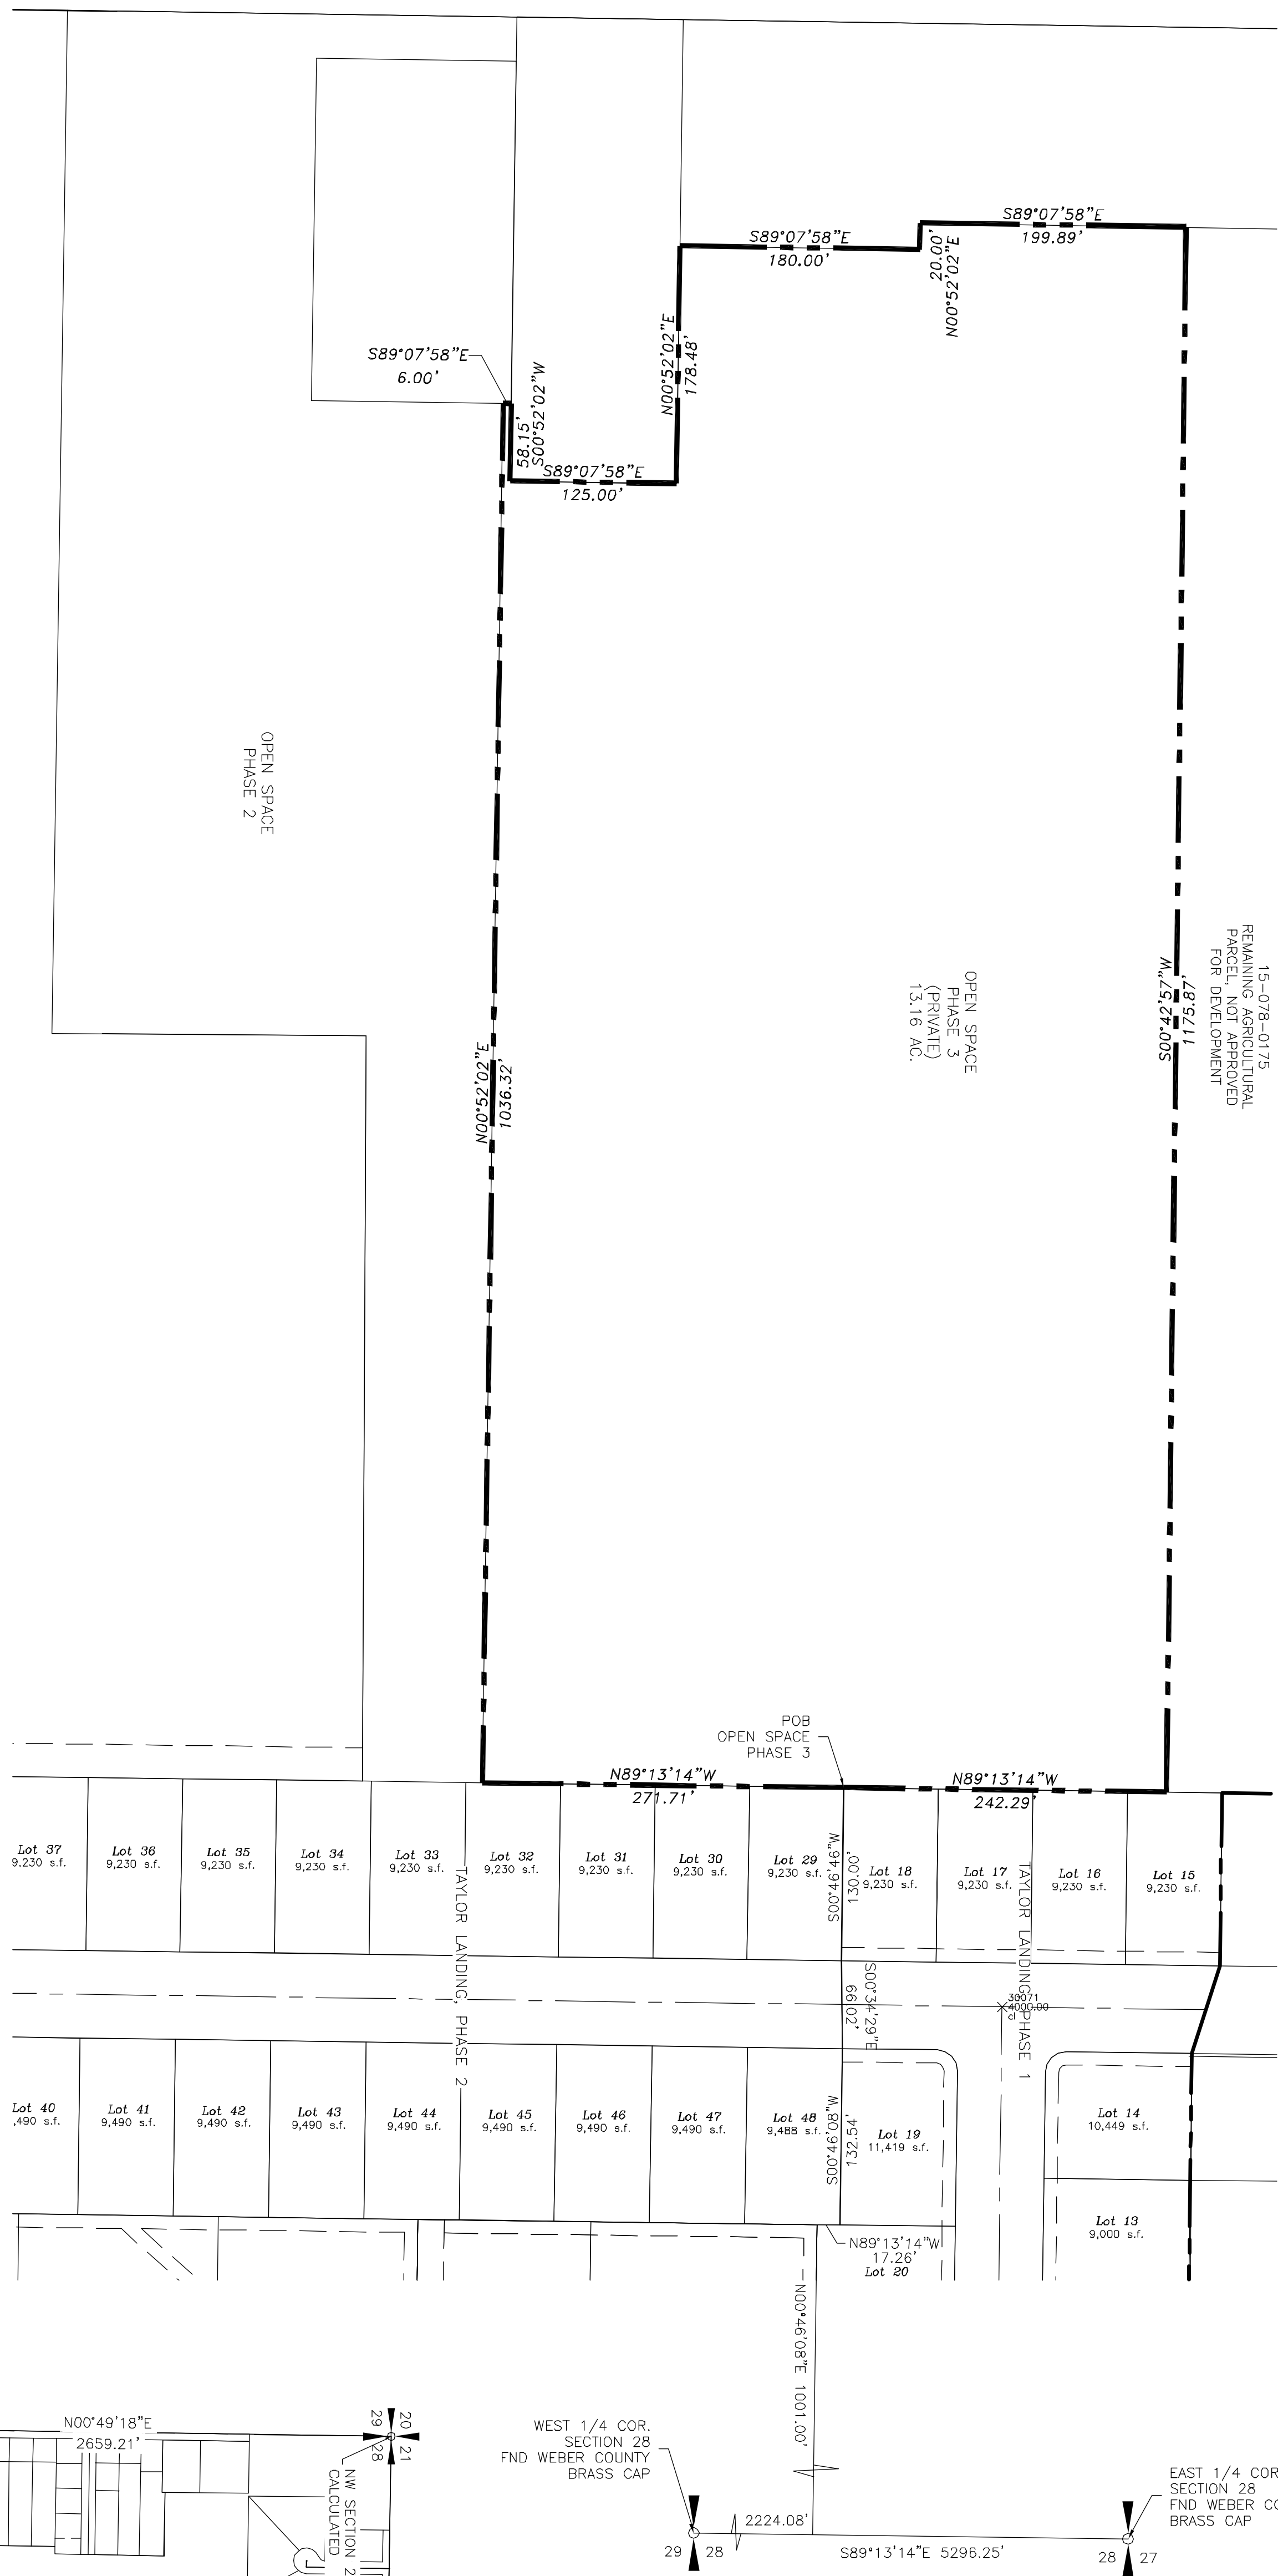 S89°07'58"E
199.89'
S89°07'58"E
180.00'
20.00'
N00°52'02"E
S89°07'58"E
6.00'
N00°52'02"E
178.48'
58.15'
S00°52'02"W
S89°07'58"E
125.00'
OPEN SPACE
PHASE 2
15-078-0175
REMAINING AGRICULTURAL
PARCEL, NOT APPROVED
FOR DEVELOPMENT
S00°42'57"W
1175.87'
OPEN SPACE
PHASE 3
(PRIVATE)
13.16 AC.
N00°52'02"E
1036.32'
POB
OPEN SPACE
PHASE 3
N89°13'14"W
271.71'
N89°13'14"W
242.29'
Lot 37
9,230 s.f.
Lot 36
9,230 s.f.
Lot 35
9,230 s.f.
Lot 34
9,230 s.f.
Lot 33
9,230 s.f.
Lot 32
9,230 s.f.
Lot 31
9,230 s.f.
Lot 30
9,230 s.f.
Lot 29
9,230 s.f.
S00°46'46"W
130.00'
Lot 18
9,230 s.f.
Lot 17
9,230 s.f.
Lot 16
9,230 s.f.
Lot 15
9,230 s.f.
TAYLOR LANDING, PHASE 2
TAYLOR LANDING, PHASE 1
S00°34'29"E
66.02'
30071
4000.00
cl
Lot 40
,490 s.f.
Lot 41
9,490 s.f.
Lot 42
9,490 s.f.
Lot 43
9,490 s.f.
Lot 44
9,490 s.f.
Lot 45
9,490 s.f.
Lot 46
9,490 s.f.
Lot 47
9,490 s.f.
Lot 48
9,488 s.f.
S00°46'08"W
132.54'
Lot 19
11,419 s.f.
Lot 14
10,449 s.f.
Lot 13
9,000 s.f.
N89°13'14"W
17.26'
Lot 20
N00°46'08"E 1001.00'
N00°49'18"E
2659.21'
29 20
28 21
NW SECTION 2
CALCULATED
WEST 1/4 COR.
SECTION 28
FND WEBER COUNTY
BRASS CAP
29 28
2224.08'
S89°13'14"E 5296.25'
EAST 1/4 COR
SECTION 28
FND WEBER CO
BRASS CAP
28 27